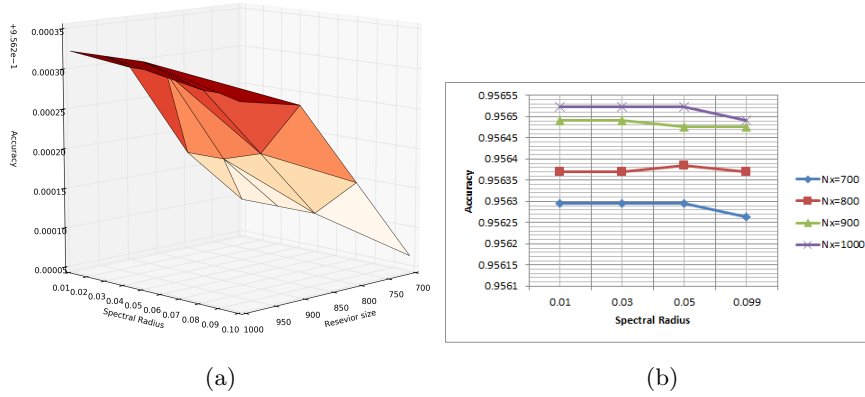 +9.562e−1
0.00035
0.00030
0.00025
0.00020
0.00015
0.00010
0.00005
Accuracy
0.01
0.02
0.03
0.04
0.05
0.06
0.07
0.08
0.09
0.10
Spectral Radius
1000
950
900
850
800
750
700
Resevior size
(a)
0.95655
0.9565
0.95645
0.9564
0.95635
0.9563
0.95625
0.9562
0.95615
0.9561
Accuracy
0.01 0.03 0.05 0.099
Spectral Radius
Nx=700
Nx=800
Nx=900
Nx=1000
(b)